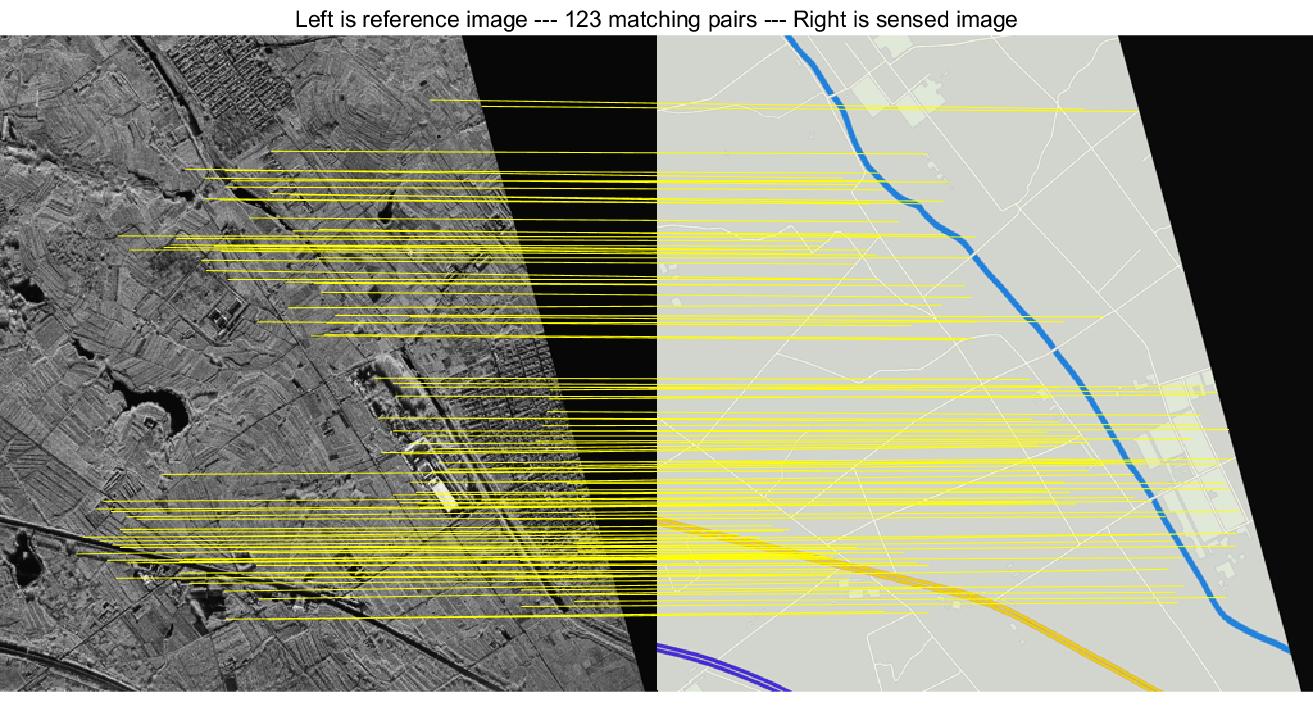 Left is reference image --- 123 matching pairs --- Right is sensed image